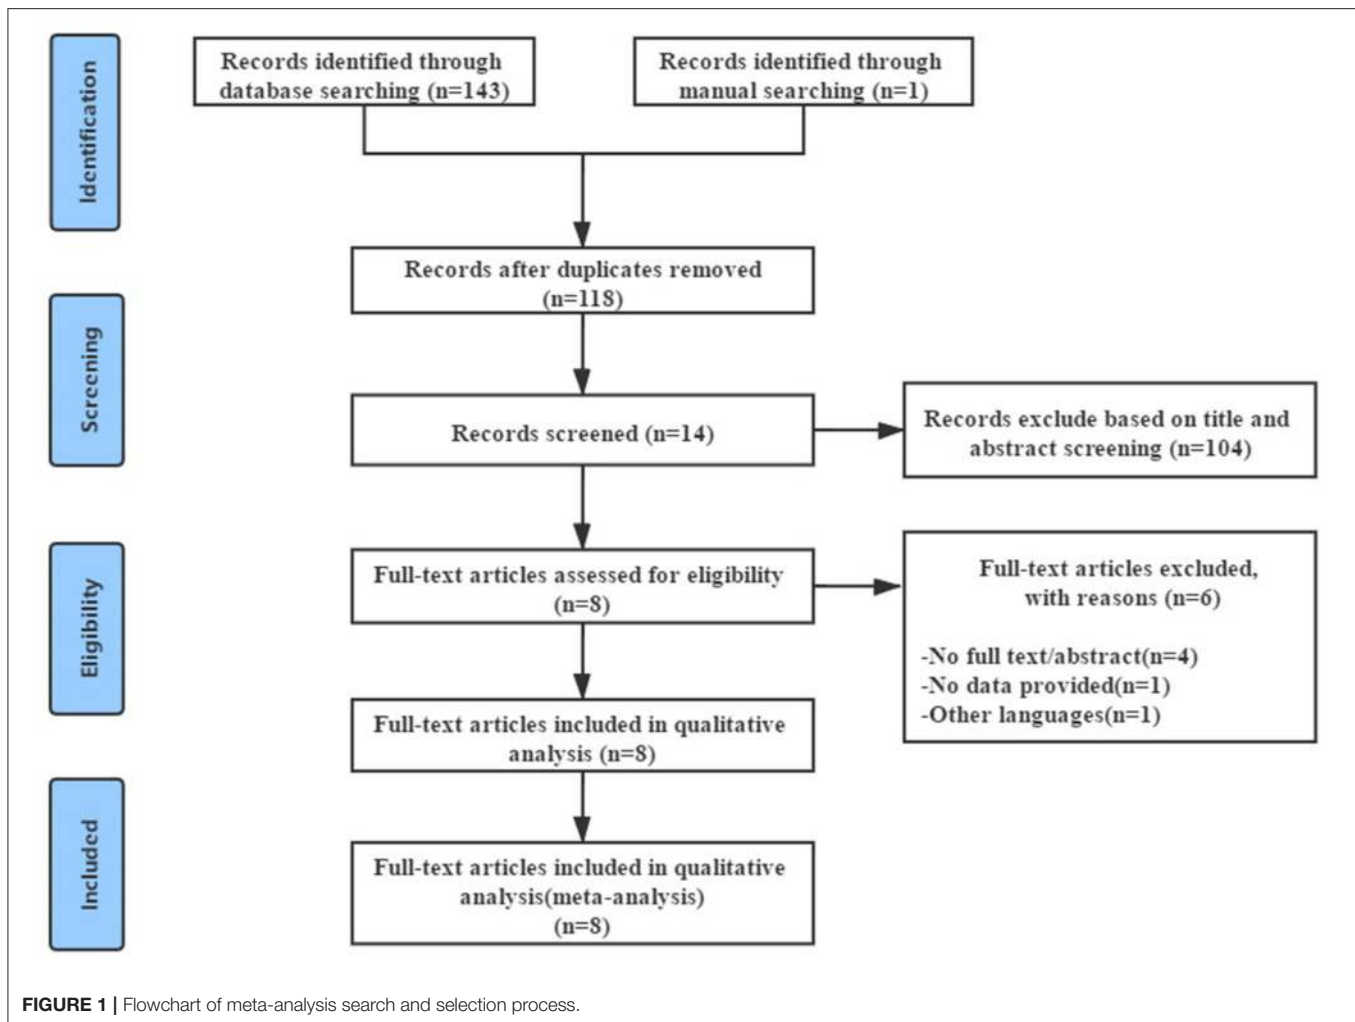 Identification
Records identified through
database searching (n=143)
Records identified through
manual searching (n=1)
Records after duplicates removed
(n=118)
Screening
Records screened (n=14)
Records exclude based on title and
abstract screening (n=104)
Eligibility
Full-text articles assessed for eligibility
(n=8)
Full-text articles excluded,
with reasons (n=6)
-No full text/abstract(n=4)
-No data provided(n=1)
-Other languages(n=1)
Full-text articles included in qualitative
analysis (n=8)
Included
Full-text articles included in qualitative
analysis(meta-analysis)
(n=8)
FIGURE 1 | Flowchart of meta-analysis search and selection process.